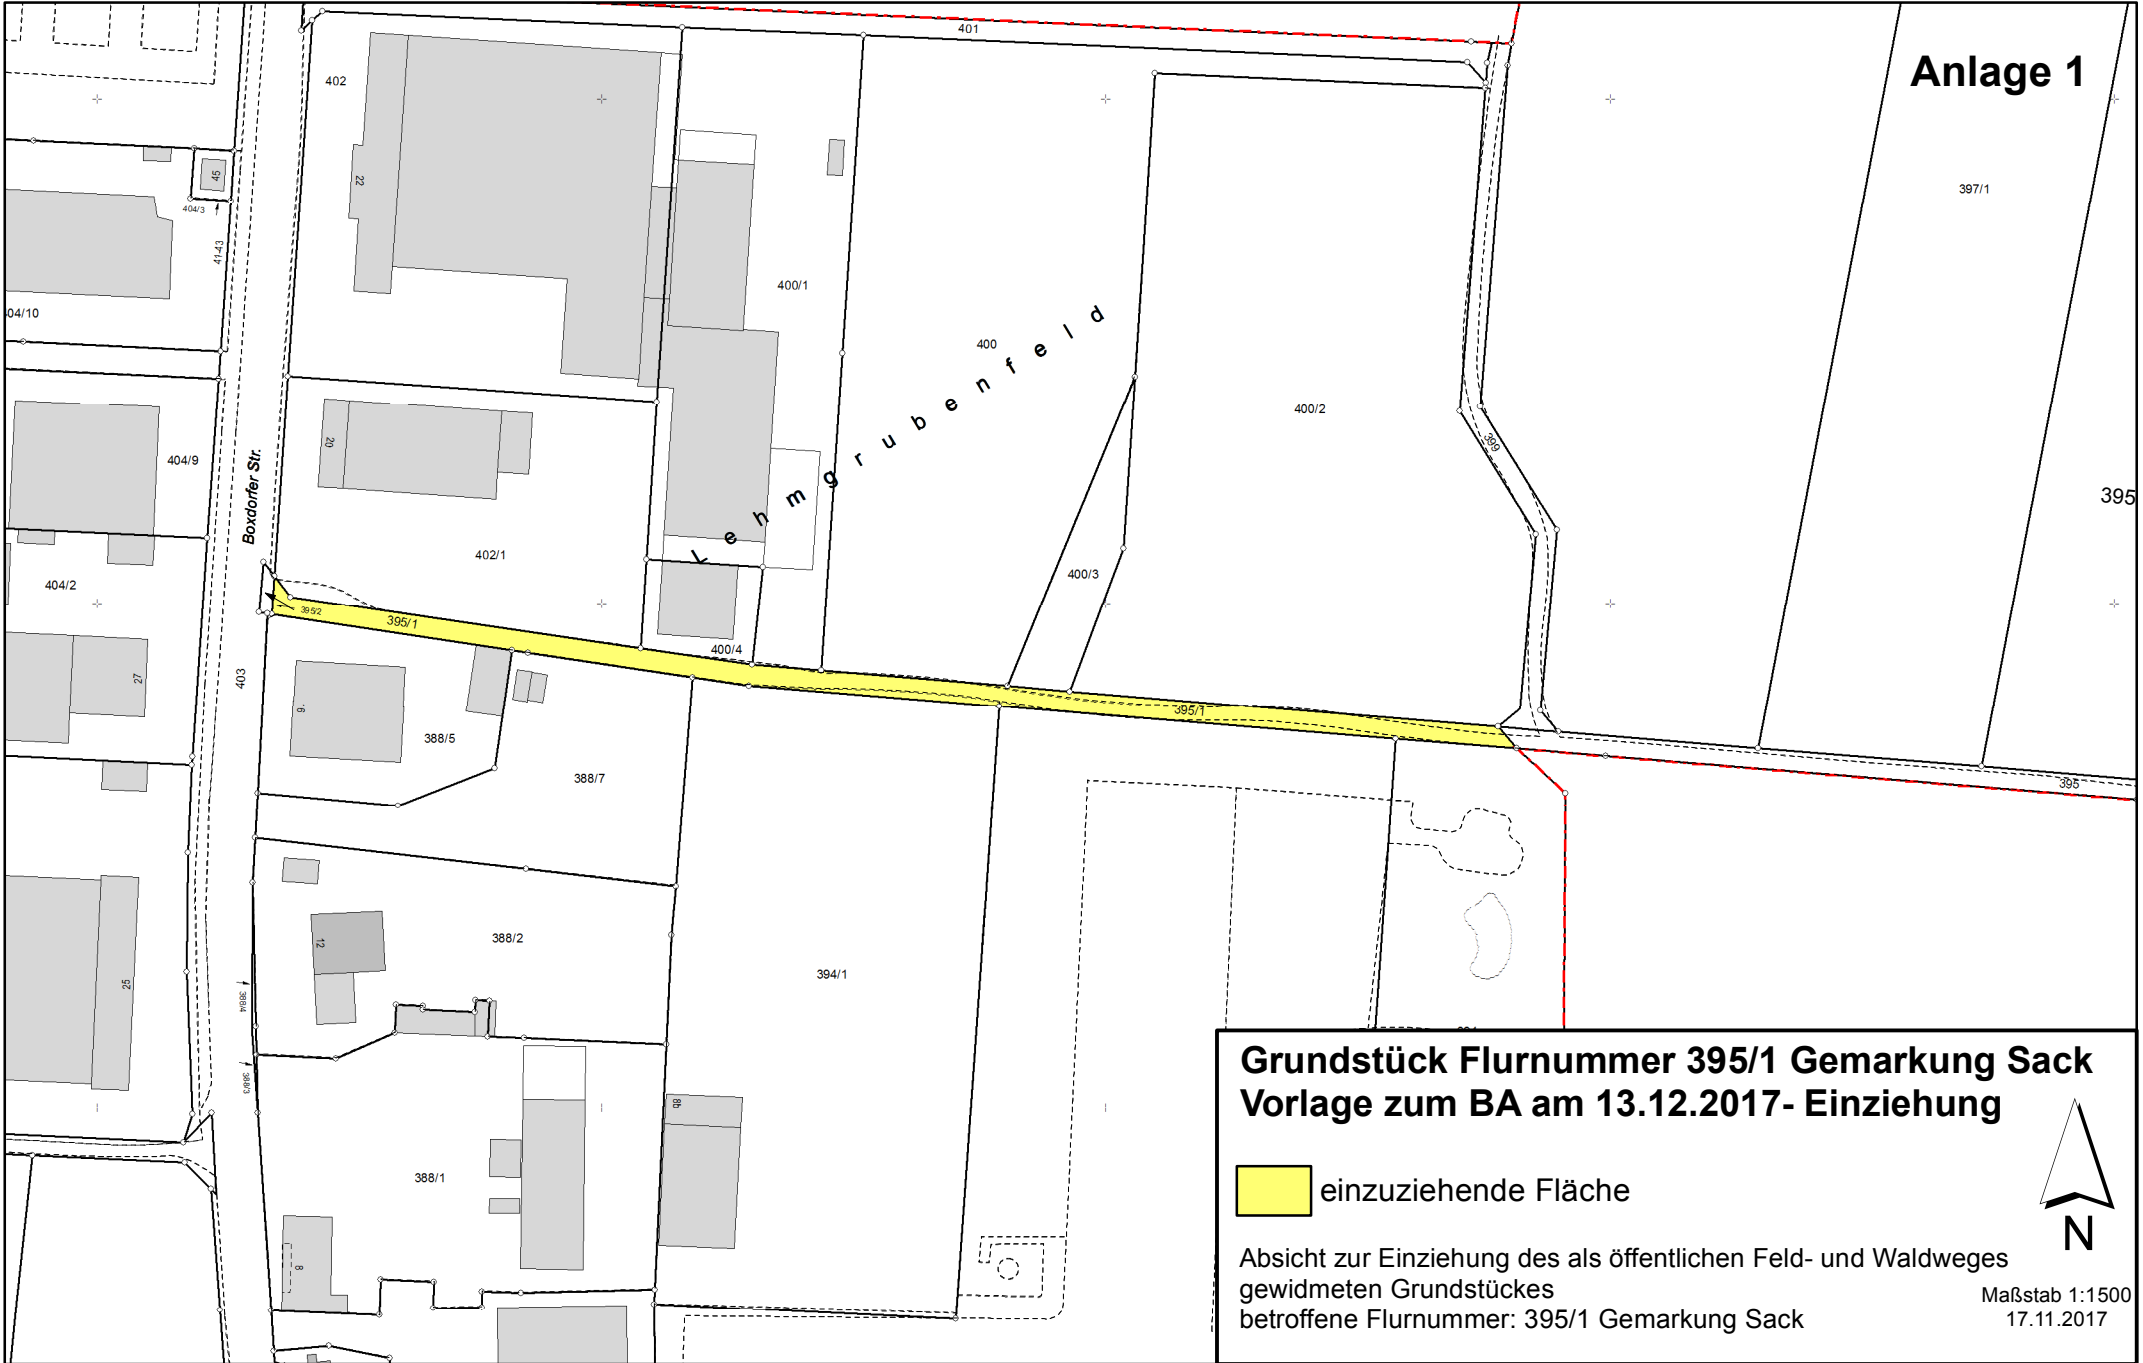 Anlage 1
401
402
22
45
404/3
41-43
400/1
397/1
400
400/2
Lehmgrubenfeld
399
395
404/9
20
Boxdorfer Str.
402/1
404/2
400/3
395/2
395/1
400/4
403
27
388/5
388/7
395/1
395
12
388/2
394/1
25
388/4
388/3
8b
388/1
8
Grundstück Flurnummer 395/1 Gemarkung Sack
Vorlage zum BA am 13.12.2017- Einziehung
einzuziehende Fläche
N
Absicht zur Einziehung des als öffentlichen Feld- und Waldweges
gewidmeten Grundstückes
betroffene Flurnummer: 395/1 Gemarkung Sack
Maßstab 1:1500
17.11.2017